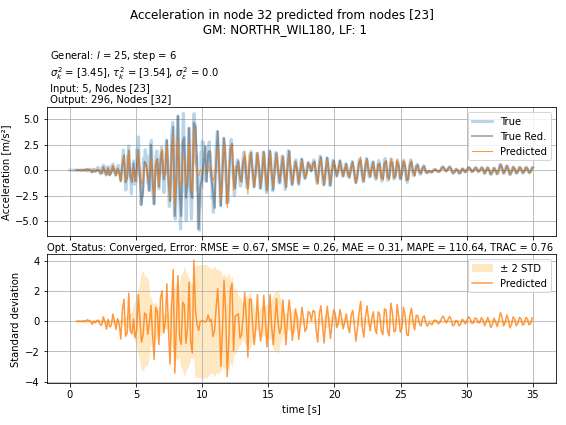 Acceleration in node 32 predicted from nodes [23]
GM: NORTHR_WIL180, LF: 1
General: l = 25, step = 6
σ²ₖ = [3.45], τ²ₖ = [3.54], σ²ε = 0.0
Input: 5, Nodes [23]
Output: 296, Nodes [32]
Acceleration [m/s²]
5.0
2.5
0.0
−2.5
−5.0
True
True Red.
Predicted
Opt. Status: Converged, Error: RMSE = 0.67, SMSE = 0.26, MAE = 0.31, MAPE = 110.64, TRAC = 0.76
Standard deviation
4
2
0
−2
−4
± 2 STD
Predicted
0 5 10 15 20 25 30 35
time [s]